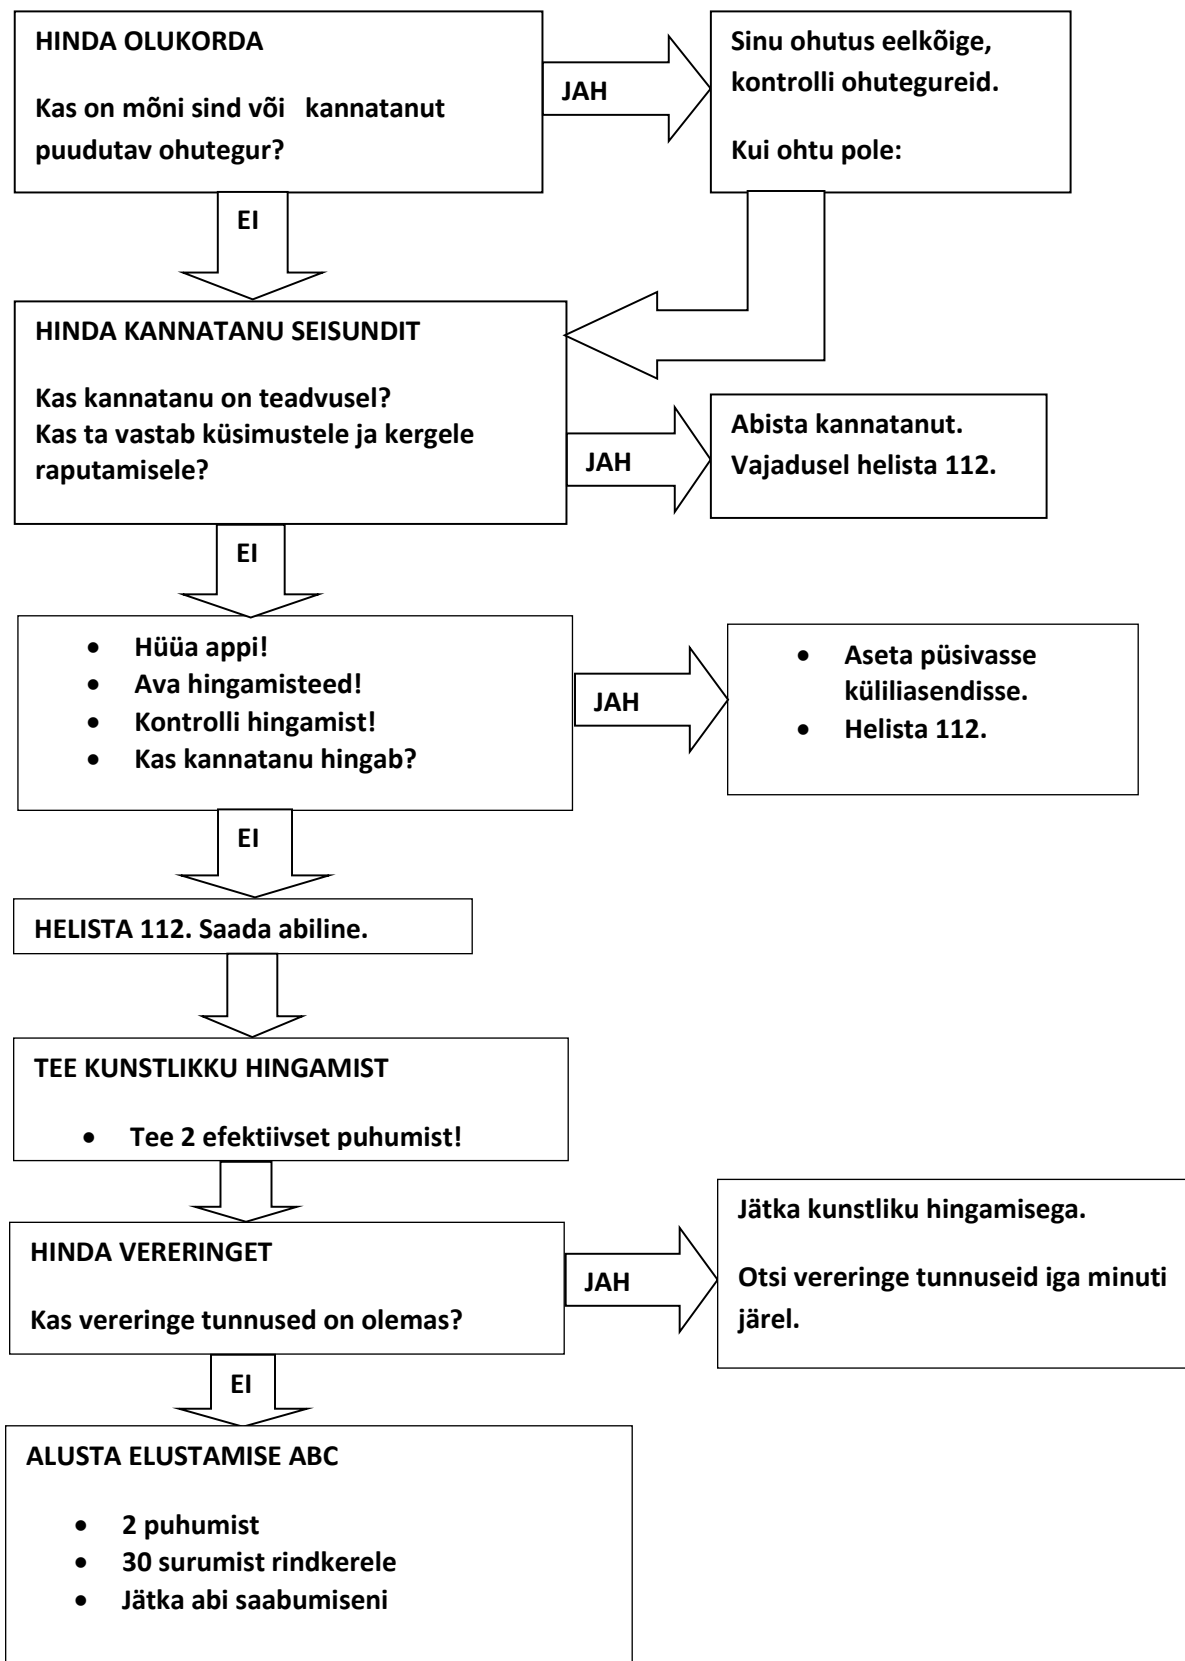 HINDA OLUKORDA
Kas on mõni sind või kannatanut
puudutav ohutegur?
JAH
Sinu ohutus eelkõige,
kontrolli ohutegureid.
Kui ohtu pole:
EI
HINDA KANNATANU SEISUNDIT
Kas kannatanu on teadvusel?
Kas ta vastab küsimustele ja kergele
raputamisele?
JAH
Abista kannatanut.
Vajadusel helista 112.
EI
• Hüüa appi!
• Ava hingamisteed!
• Kontrolli hingamist!
• Kas kannatanu hingab?
JAH
• Aseta püsivasse
küliliasendisse.
• Helista 112.
EI
HELISTA 112. Saada abiline.
TEE KUNSTLIKKU HINGAMIST
• Tee 2 efektiivset puhumist!
HINDA VERERINGET
Kas vereringe tunnused on olemas?
JAH
Jätka kunstliku hingamisega.
Otsi vereringe tunnuseid iga minuti
järel.
EI
ALUSTA ELUSTAMISE ABC
• 2 puhumist
• 30 surumist rindkerele
• Jätka abi saabumiseni